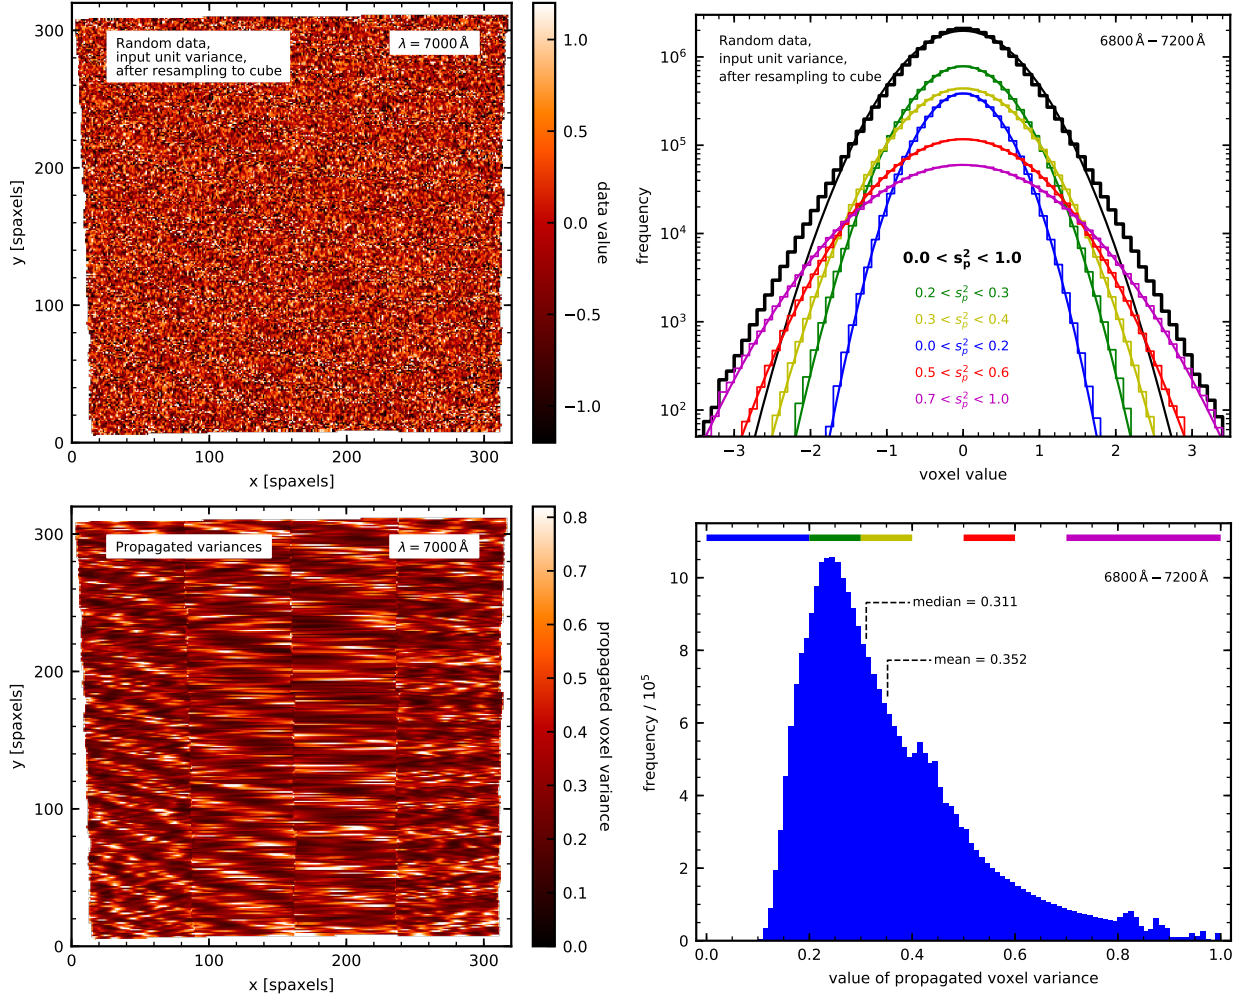 Random data,
input unit variance,
after resampling to cube
λ = 7000 Å
300
200
100
0
y [spaxels]
0 100 200 300
x [spaxels]
1.0
0.5
0.0
−0.5
−1.0
data value
Random data,
input unit variance,
after resampling to cube
6800 Å − 7200 Å
10⁶
10⁵
10⁴
10³
10²
frequency
0.0 < s²ₚ < 1.0
0.2 < s²ₚ < 0.3
0.3 < s²ₚ < 0.4
0.0 < s²ₚ < 0.2
0.5 < s²ₚ < 0.6
0.7 < s²ₚ < 1.0
−3 −2 −1 0 1 2 3
voxel value
Propagated variances
λ = 7000 Å
300
200
100
0
y [spaxels]
0 100 200 300
x [spaxels]
0.8
0.7
0.6
0.5
0.4
0.3
0.2
0.1
0.0
propagated voxel variance
6800 Å − 7200 Å
median = 0.311
mean = 0.352
10
8
6
4
2
0
frequency / 10⁵
0.0 0.2 0.4 0.6 0.8 1.0
value of propagated voxel variance